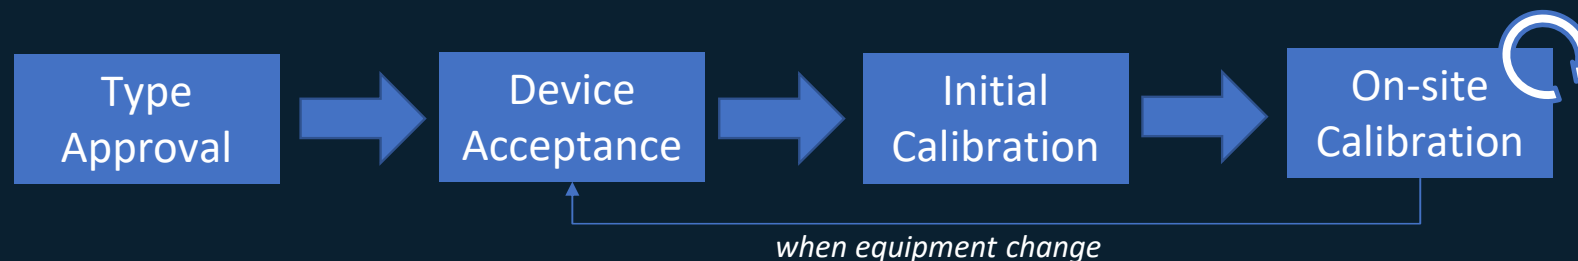 Type
Approval
Device
Acceptance
Initial
Calibration
On-site
Calibration
when equipment change